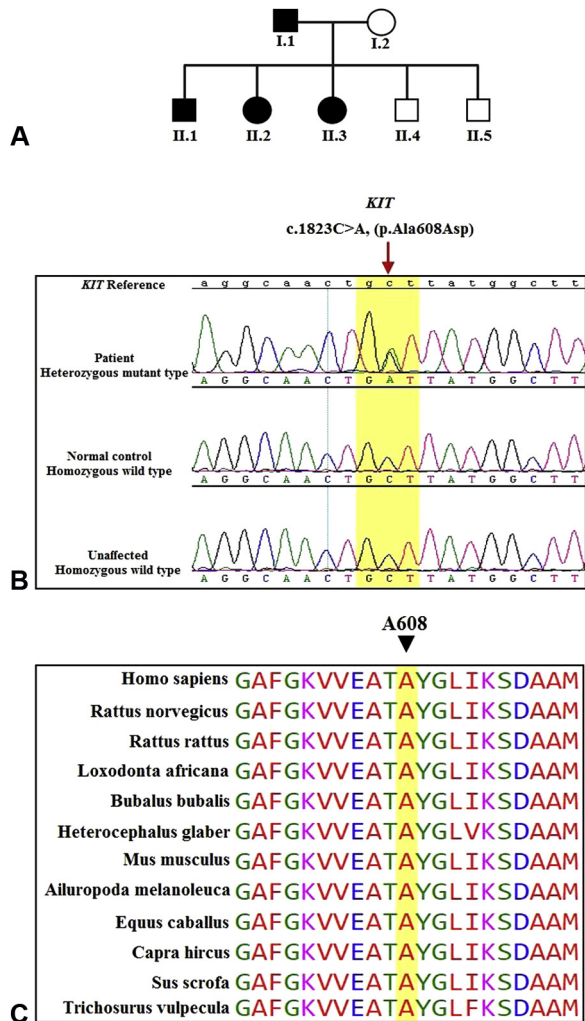 I.1 I.2
II.1 II.2 II.3 II.4 II.5
A
KIT
c.1823C>A, (p.Ala608Asp)
KIT Reference a g g c a a c t g c t t a t g g c t t
Patient
Heterozygous mutant type
A G G C A A C T G A T T A T G G C T T
Normal control
Homozygous wild type
A G G C A A C T G C T T A T G G C T T
Unaffected
Homozygous wild type
A G G C A A C T G C T T A T G G C T T
B
A608
Homo sapiens GAFGKVVEATAYGLIKSDAAM
Rattus norvegicus GAFGKVVEATAYGLIKSDAAM
Rattus rattus GAFGKVVEATAYGLIKSDAAM
Loxodonta africana GAFGKVVEATAYGLIKSDAAM
Bubalus bubalis GAFGKVVEATAYGLIKSDAAM
Heterocephalus glaber GAFGKVVEATAYGLVKSDAAM
Mus musculus GAFGKVVEATAYGLIKSDAAM
Ailuropoda melanoleuca GAFGKVVEATAYGLIKSDAAM
Equus caballus GAFGKVVEATAYGLIKSDAAM
Capra hircus GAFGKVVEATAYGLIKSDAAM
Sus scrofa GAFGKVVEATAYGLIKSDAAM
Trichosurus vulpecula GAFGKVVEATAYGLFKSDAAM
C